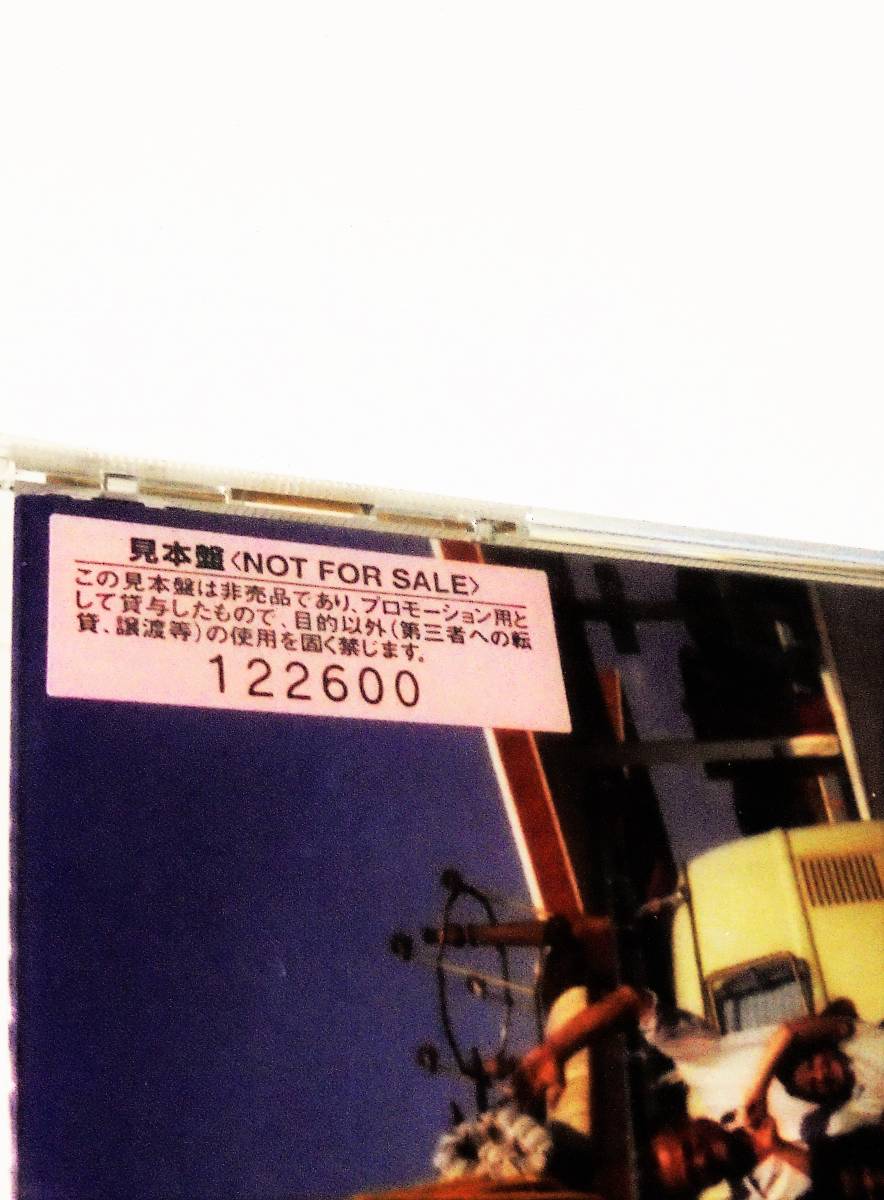 見本盤〈NOT FOR SALE〉
この見本盤は非売品であり、プロモーション用と
して貸与したもので、目的以外(第三者への転
貸、譲渡等)の使用を固く禁じます。
122600